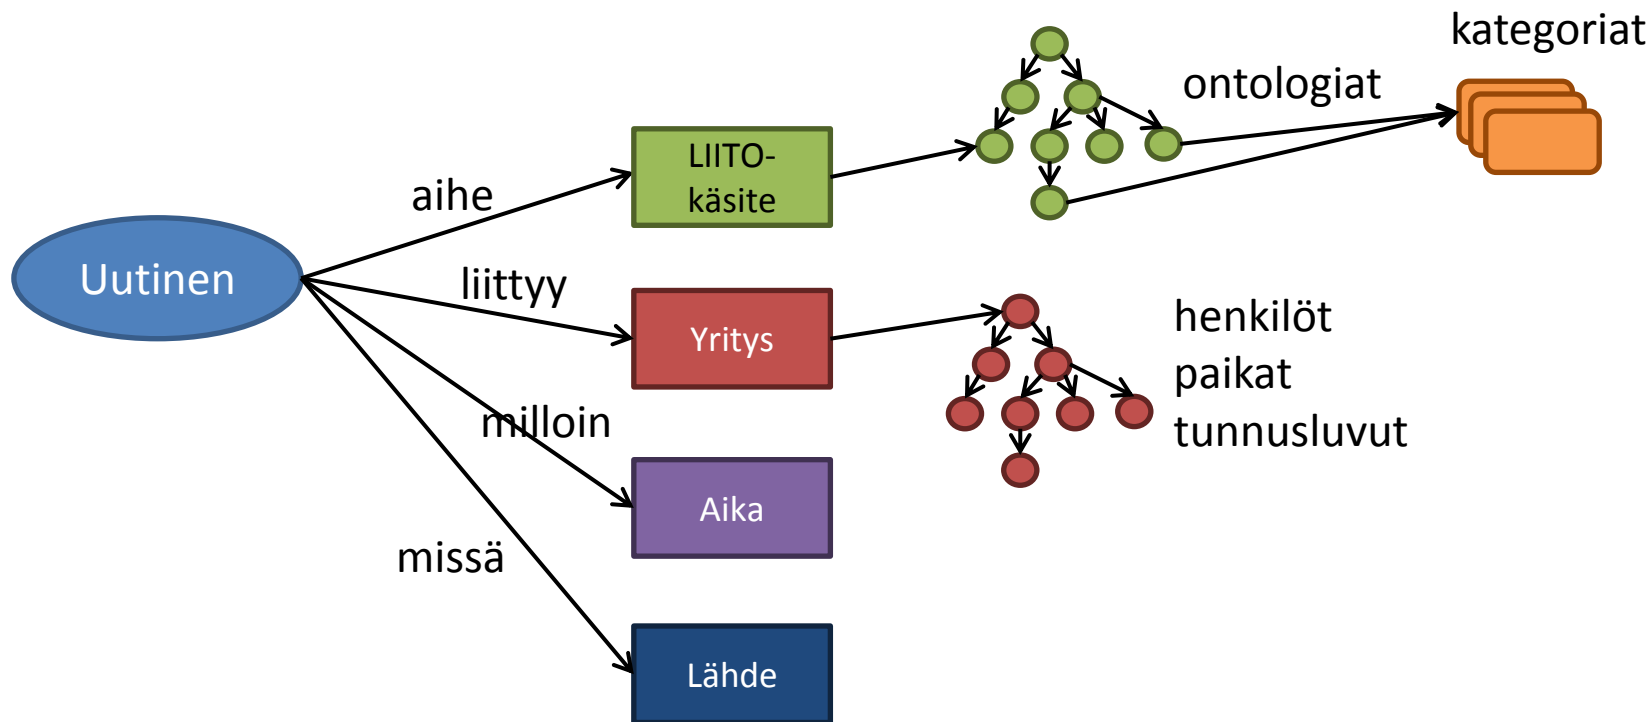 kategoriat
ontologiat
LIITO-
käsite
aihe
Uutinen
liittyy
Yritys
henkilöt
paikat
tunnusluvut
milloin
Aika
missä
Lähde